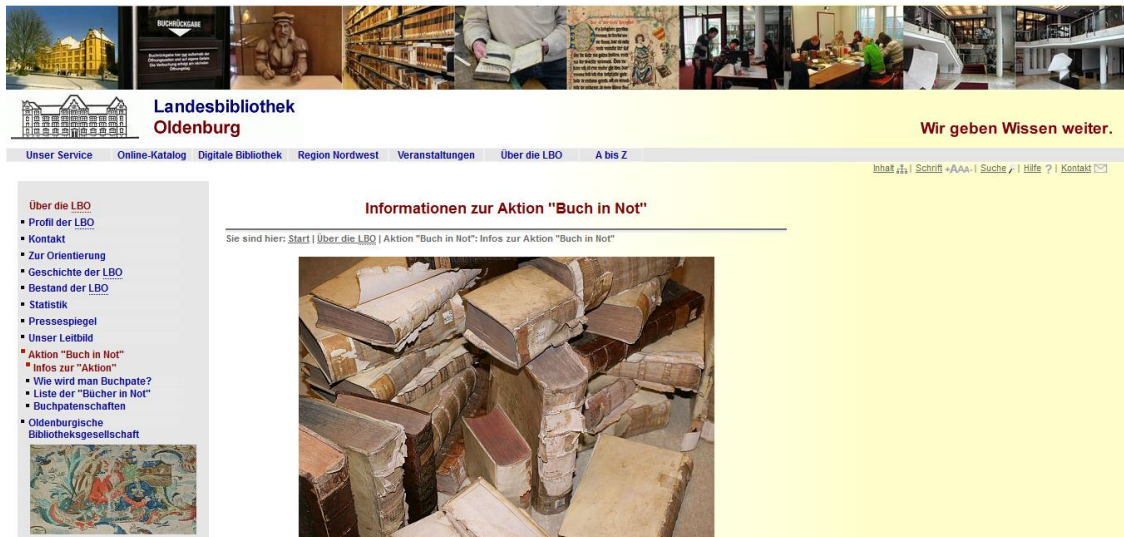 BUCHRÜCKGABE
Landesbibliothek
Oldenburg
Wir geben Wissen weiter.
Unser Service Online-Katalog Digitale Bibliothek Region Nordwest Veranstaltungen Über die LBO A bis Z
Inhalt | Schrift +AAA- | Suche | Hilfe ? | Kontakt
Über die LBO
Profil der LBO
Kontakt
Zur Orientierung
Geschichte der LBO
Bestand der LBO
Statistik
Pressespiegel
Unser Leitbild
Aktion "Buch in Not"
Infos zur "Aktion"
Wie wird man Buchpate?
Liste der "Bücher in Not"
Buchpatenschaften
Oldenburgische
Bibliotheksgesellschaft
Informationen zur Aktion "Buch in Not"
Sie sind hier: Start | Über die LBO | Aktion "Buch in Not": Infos zur Aktion "Buch in Not"